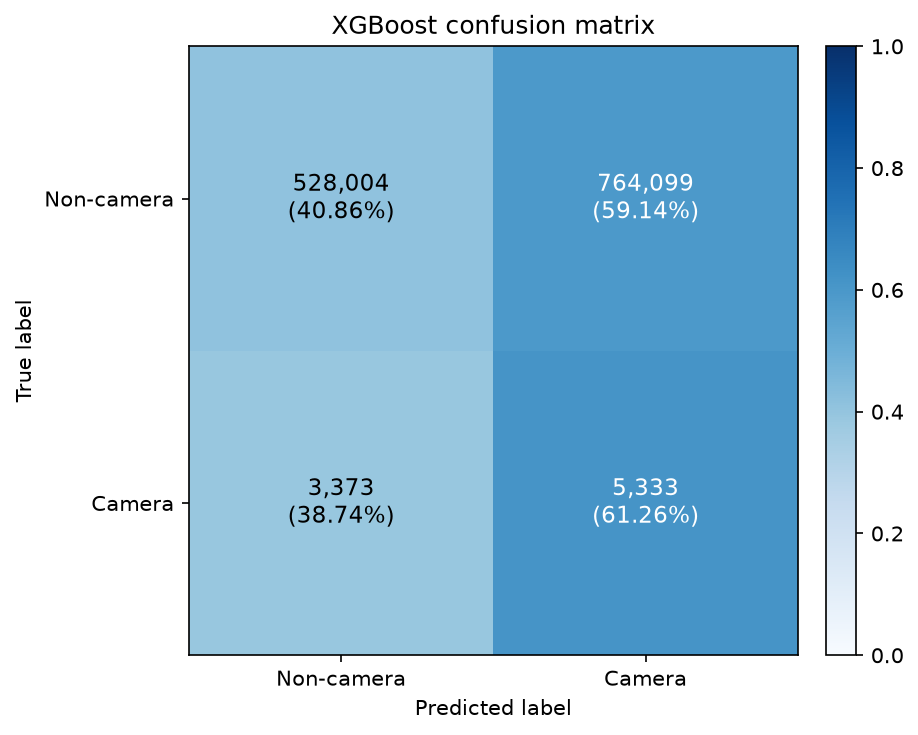 XGBoost confusion matrix
True label
Non-camera
528,004
(40.86%)
764,099
(59.14%)
Camera
3,373
(38.74%)
5,333
(61.26%)
Non-camera
Camera
Predicted label
1.0
0.8
0.6
0.4
0.2
0.0